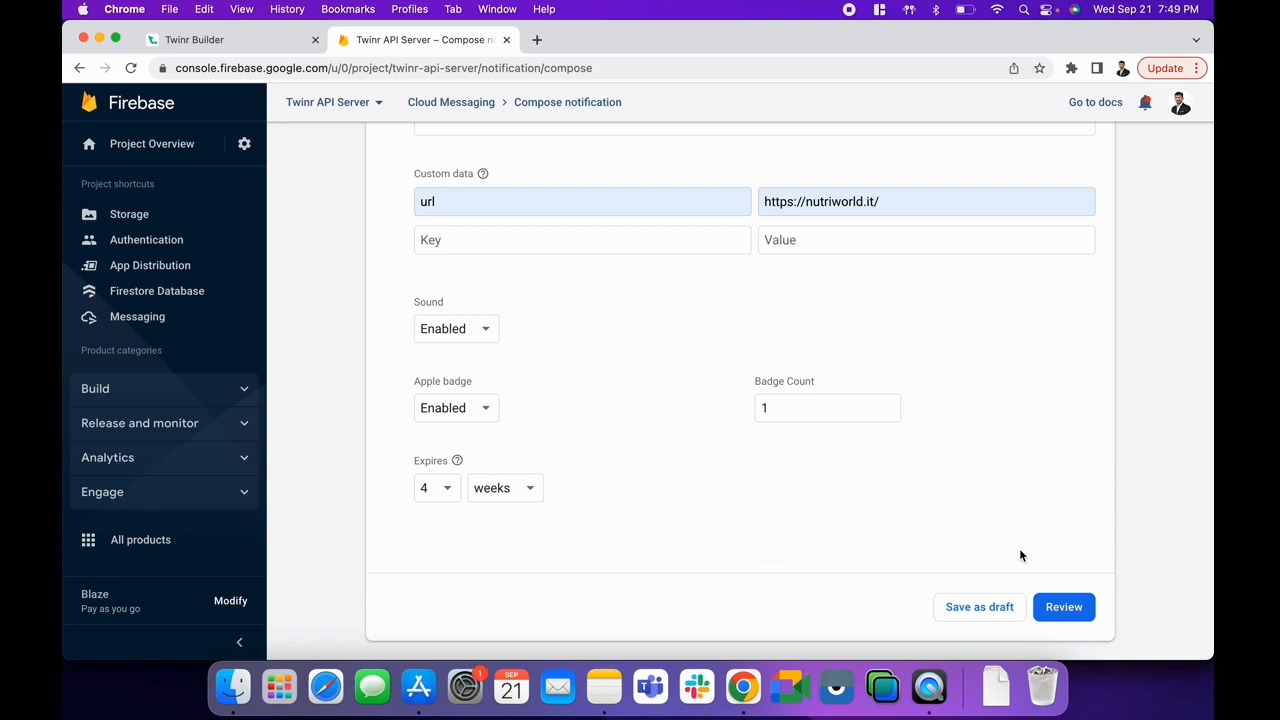 Chrome File Edit View History Bookmarks Profiles Tab Window Help Wed Sep 21 7:49 PM
Twinr Builder
Twinr API Server – Compose n
console.firebase.google.com/u/0/project/twinr-api-server/notification/compose
Update
Firebase
Twinr API Server Cloud Messaging > Compose notification
Go to docs
Project Overview
Project shortcuts
Storage
Authentication
App Distribution
Firestore Database
Messaging
Product categories
Build
Release and monitor
Analytics
Engage
All products
Blaze
Pay as you go
Modify
Custom data
url https://nutriworld.it/
Key Value
Sound
Enabled
Apple badge Badge Count
Enabled 1
Expires
4 weeks
Save as draft Review
1
SEP
21